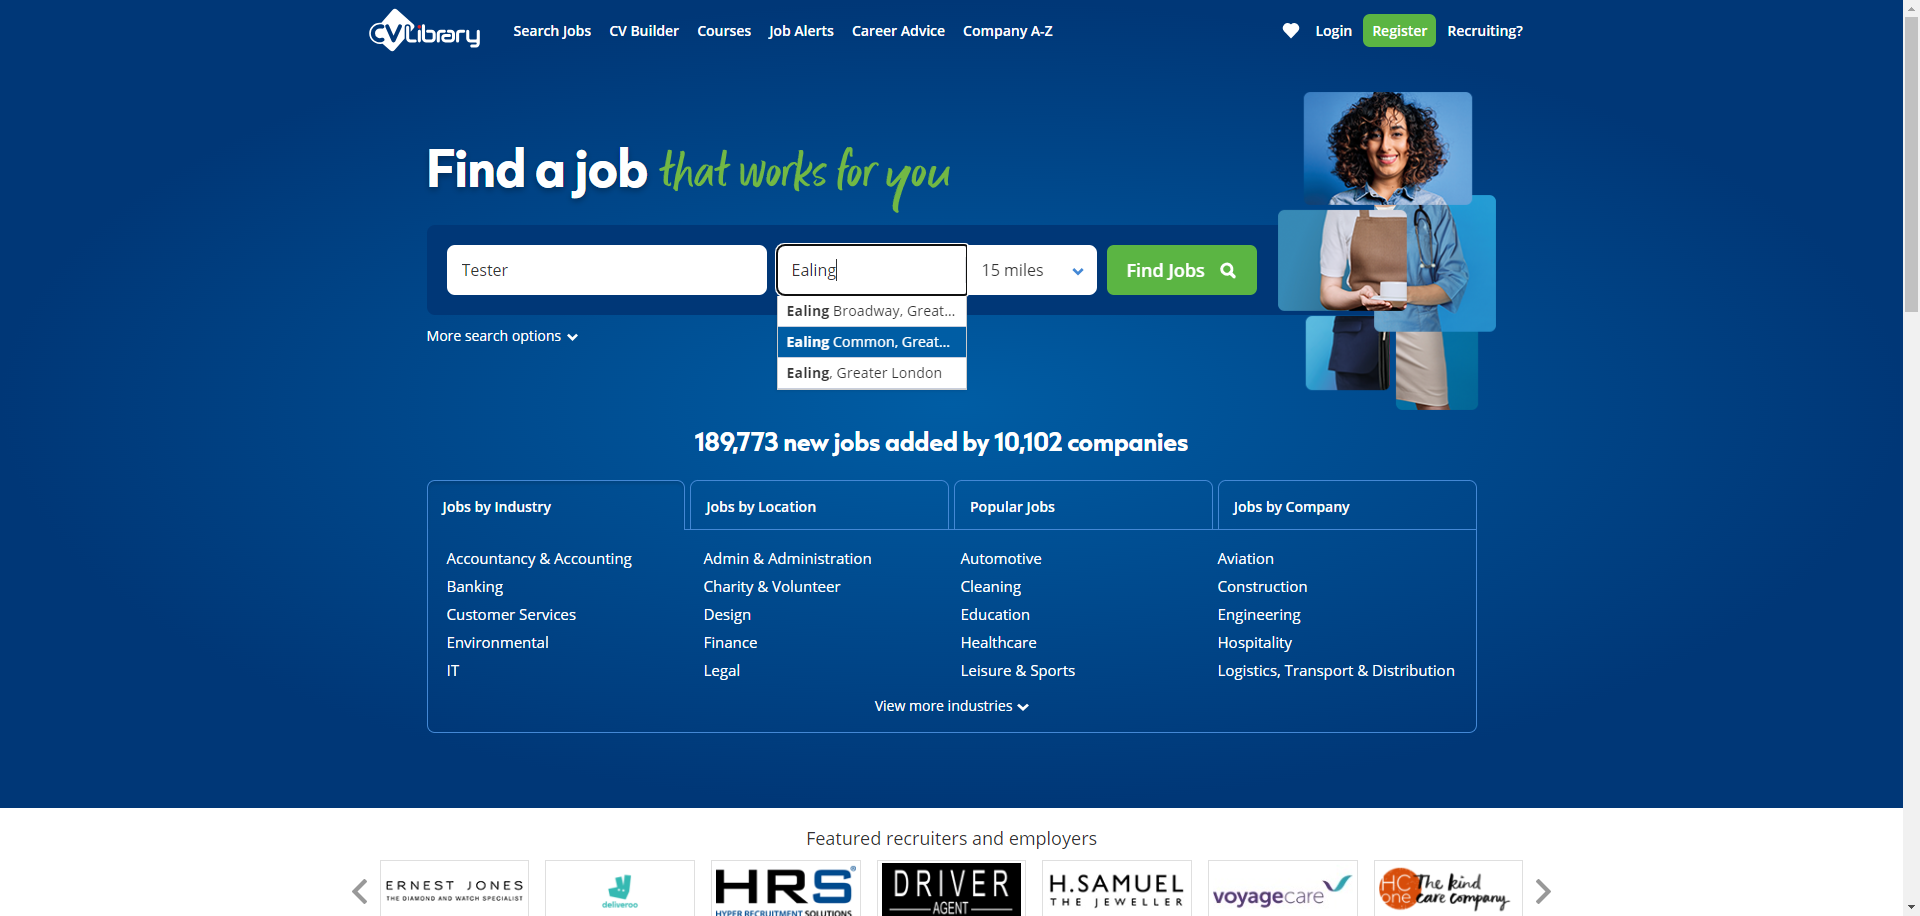 CVLibrary
Search Jobs CV Builder Courses Job Alerts Career Advice Company A-Z Login Register Recruiting?
Find a job that works for you
Tester Ealing 15 miles Find Jobs
Ealing Broadway, Great...
More search options
Ealing Common, Great...
Ealing, Greater London
189,773 new jobs added by 10,102 companies
Jobs by Industry Jobs by Location Popular Jobs Jobs by Company
Accountancy & Accounting Admin & Administration Automotive Aviation
Banking Charity & Volunteer Cleaning Construction
Customer Services Design Education Engineering
Environmental Finance Healthcare Hospitality
IT Legal Leisure & Sports Logistics, Transport & Distribution
View more industries
Featured recruiters and employers
ERNEST JONES
THE DIAMOND AND WATCH SPECIALIST
deliveroo
HRS
HYPER RECRUITMENT SOLUTIONS
DRIVER
AGENT
H.SAMUEL
THE JEWELLER
voyagecare
HC
one
The kind
care company